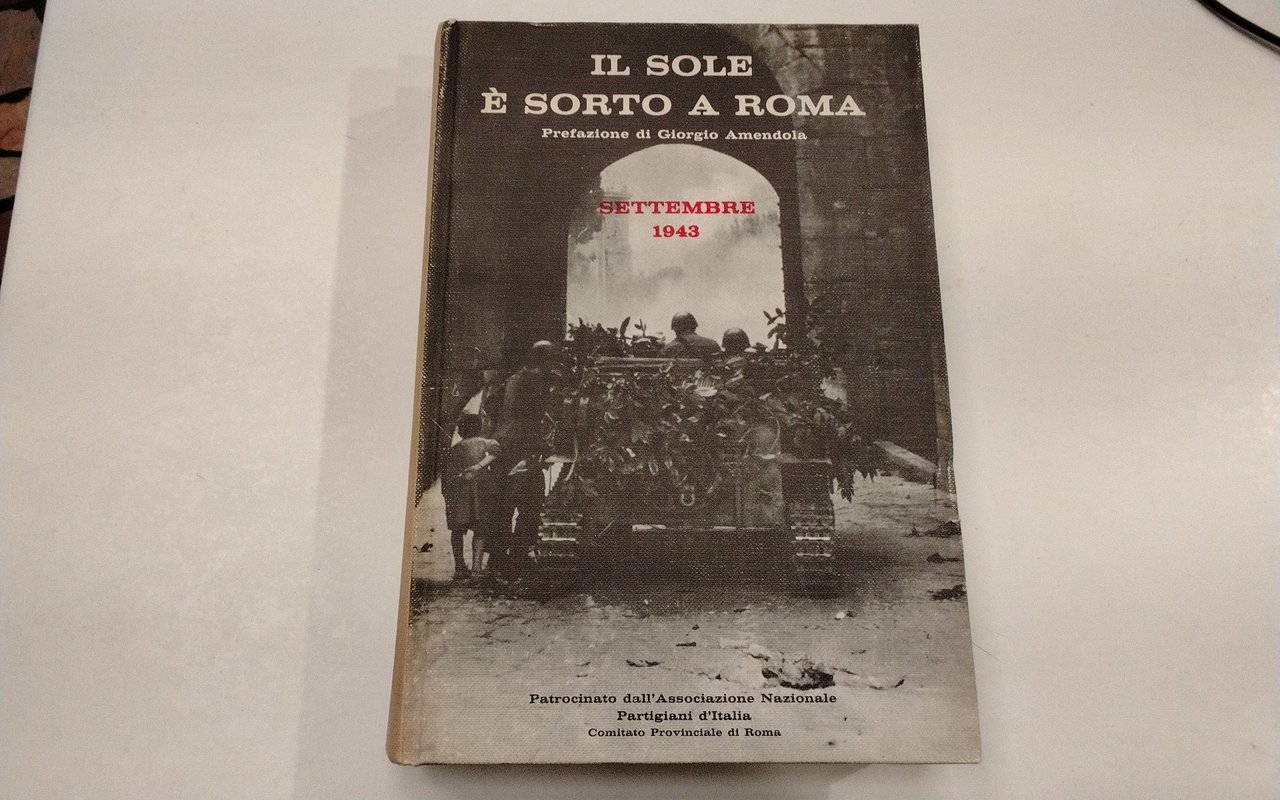 IL SOLE
È SORTO A ROMA
Prefazione di Giorgio Amendola
SETTEMBRE
1943
Patrocinato dall'Associazione Nazionale
Partigiani d'Italia
Comitato Provinciale di Roma